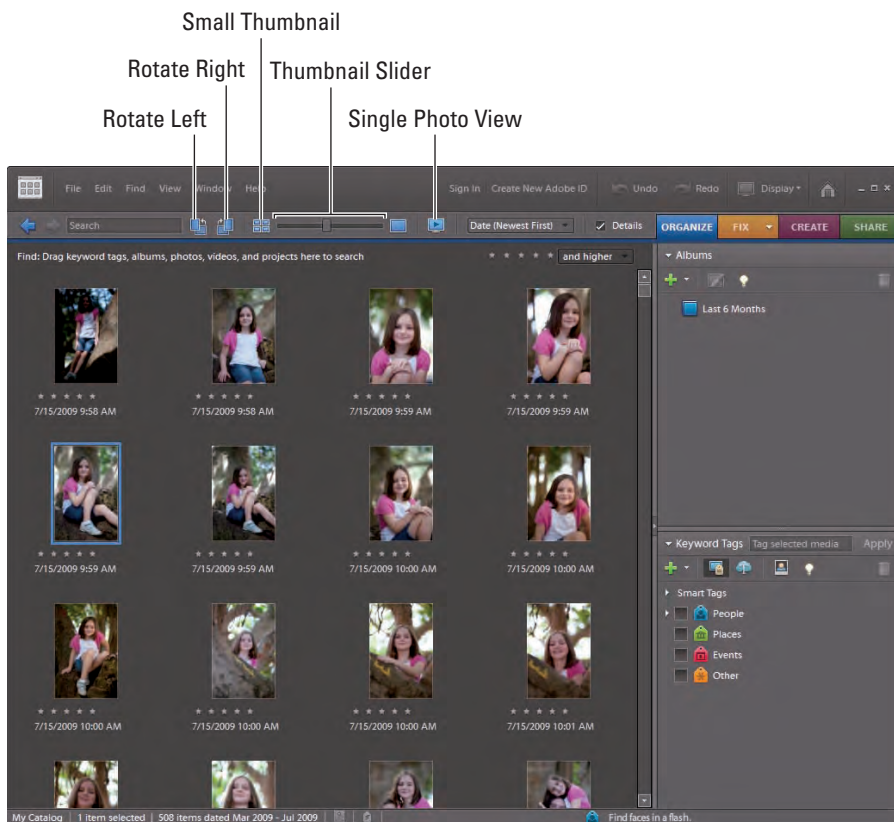 Small Thumbnail
Rotate Right
Thumbnail Slider
Rotate Left
Single Photo View
File Edit Find View Window Help
Sign In Create New Adobe ID Undo Redo Display
Search
Date (Newest First)
Details
ORGANIZE FIX CREATE SHARE
Find: Drag keyword tags, albums, photos, videos, and projects here to search
and higher
Albums
Last 6 Months
7/15/2009 9:58 AM 7/15/2009 9:58 AM 7/15/2009 9:59 AM 7/15/2009 9:59 AM
7/15/2009 9:59 AM 7/15/2009 9:59 AM 7/15/2009 10:00 AM 7/15/2009 10:00 AM
7/15/2009 10:00 AM 7/15/2009 10:00 AM 7/15/2009 10:00 AM 7/15/2009 10:01 AM
Keyword Tags Tag selected media Apply
Smart Tags
People
Places
Events
Other
My Catalog 1 item selected 508 items dated Mar 2009 - Jul 2009
Find faces in a flash.